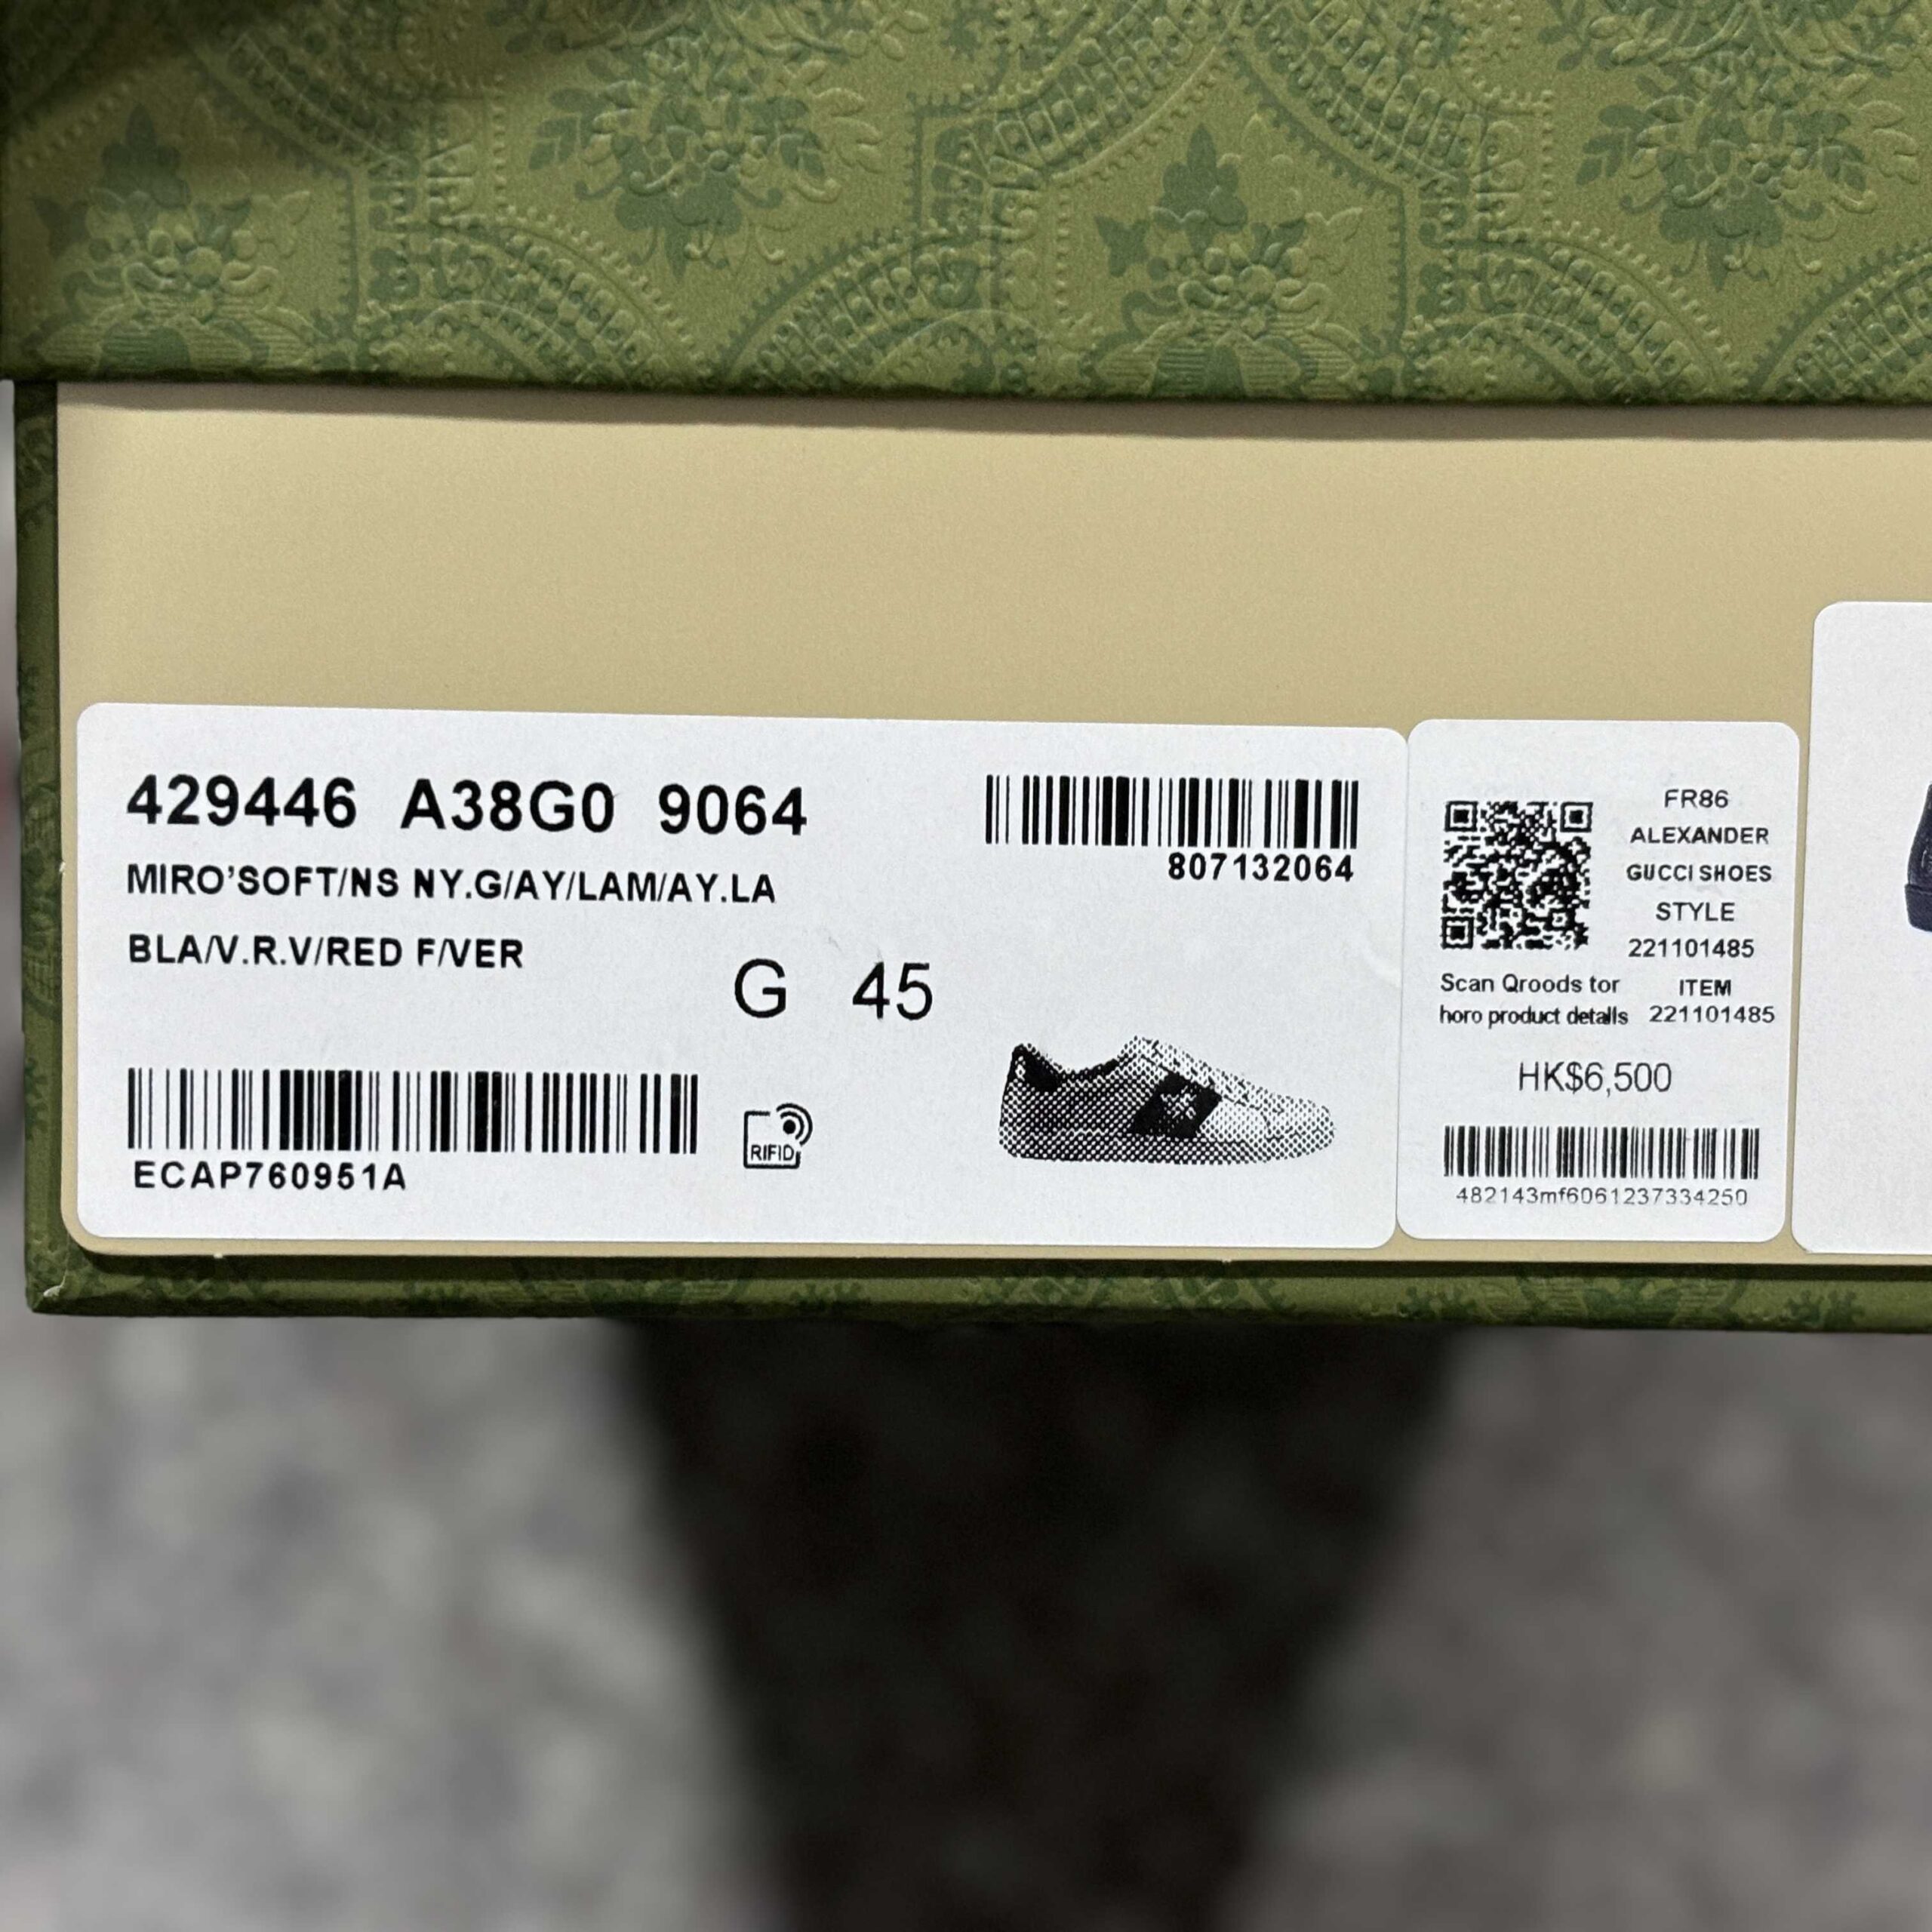 429446 A38G0 9064
MIRO'SOFT/NS NY.G/AY/LAM/AY.LA
BLA/V.R.V/RED F/VER
G 45
ECAP760951A
RIFID
807132064
FR86
ALEXANDER
GUCCI SHOES
STYLE
221101485
Scan Qroods tor
horo product detalls
ITEM
221101485
HK$6,500
482143mf6061237334250